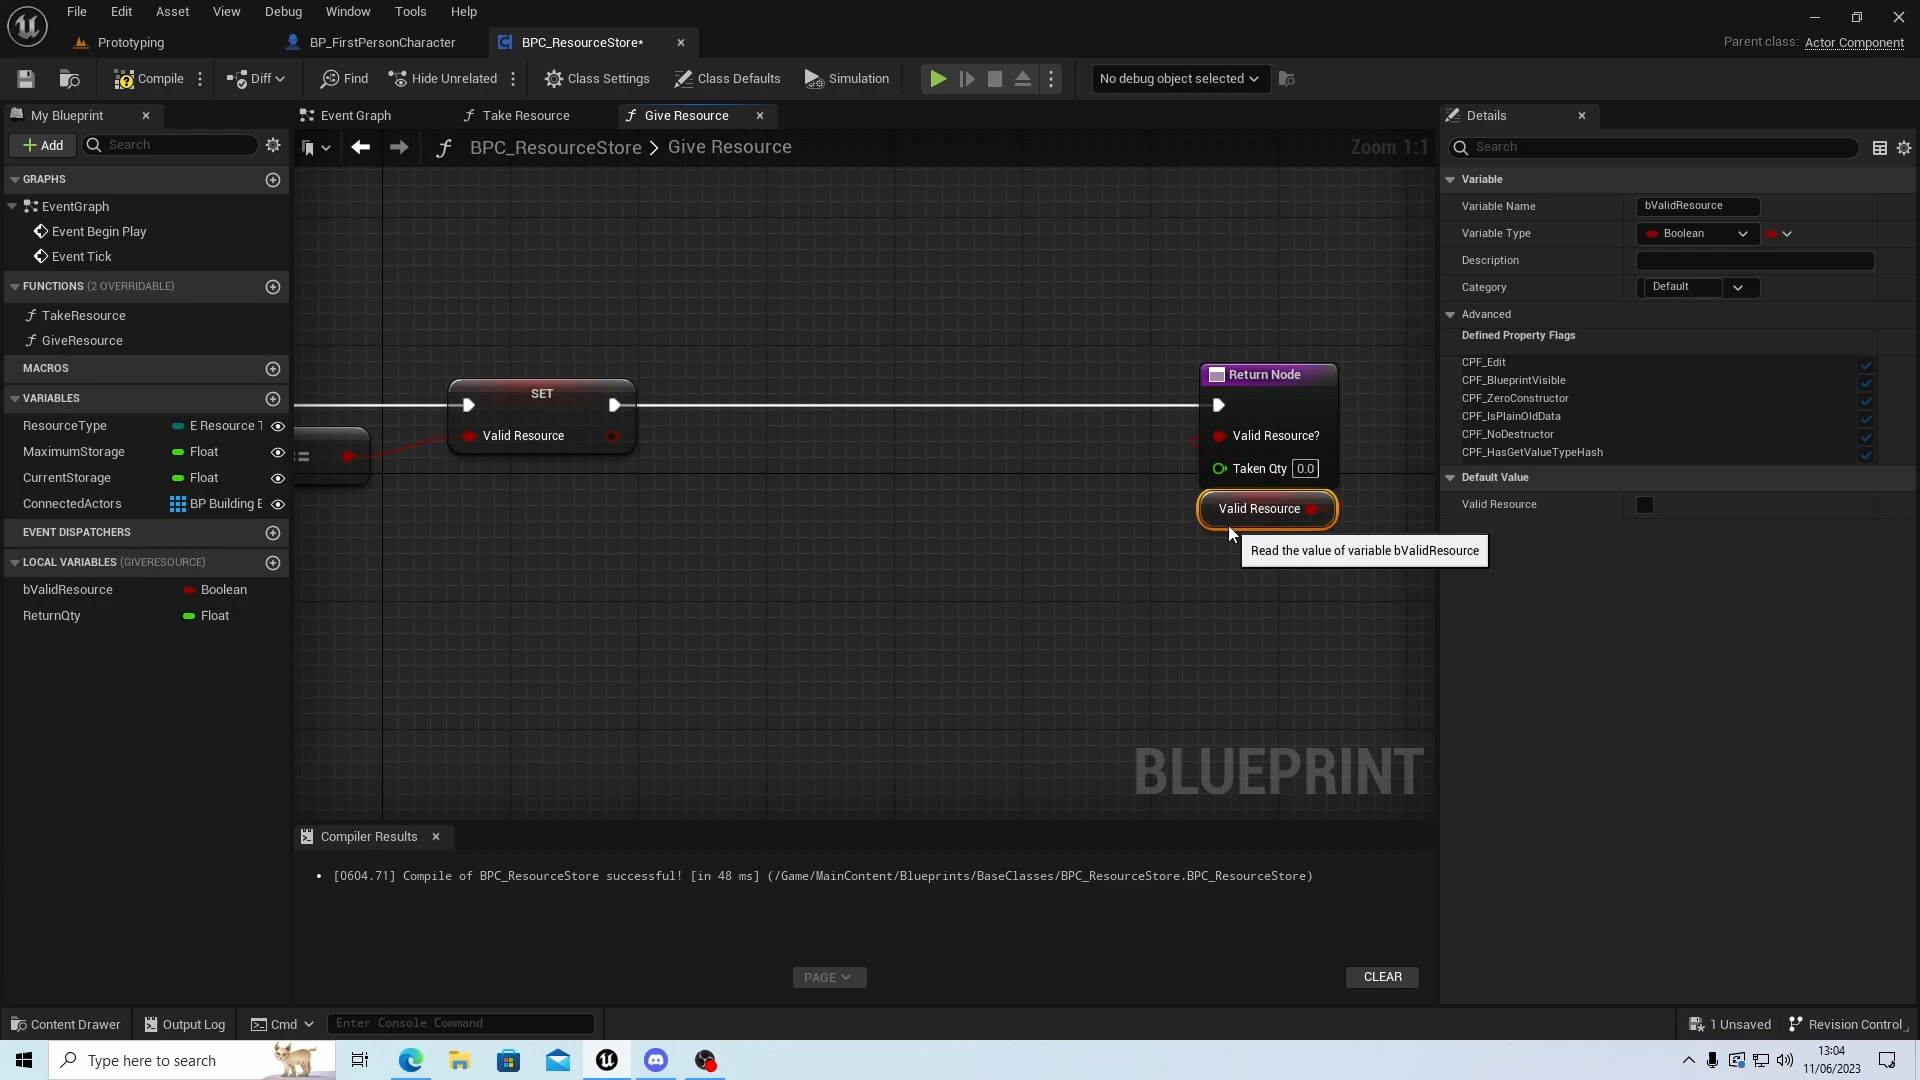 File Edit Asset View Debug Window Tools Help
Prototyping BP_FirstPersonCharacter BPC_ResourceStore*
Parent class: Actor Component
Compile Diff Find Hide Unrelated Class Settings Class Defaults Simulation No debug object selected
My Blueprint
Add Search
GRAPHS
EventGraph
Event Begin Play
Event Tick
FUNCTIONS (2 OVERRIDABLE)
TakeResource
GiveResource
MACROS
VARIABLES
ResourceType E Resource T
MaximumStorage Float
CurrentStorage Float
ConnectedActors BP Building E
EVENT DISPATCHERS
LOCAL VARIABLES (GIVERESOURCE)
bValidResource Boolean
ReturnQty Float
Event Graph Take Resource Give Resource
BPC_ResourceStore > Give Resource
Zoom 1:1
SET
Valid Resource
==
Return Node
Valid Resource?
Taken Qty 0.0
Valid Resource
Read the value of variable bValidResource
BLUEPRINT
Compiler Results
• [0604.71] Compile of BPC_ResourceStore successful! [in 48 ms] (/Game/MainContent/Blueprints/BaseClasses/BPC_ResourceStore.BPC_ResourceStore)
PAGE
CLEAR
Details
Search
Variable
Variable Name bValidResource
Variable Type Boolean
Description
Category Default
Advanced
Defined Property Flags
CPF_Edit
CPF_BlueprintVisible
CPF_ZeroConstructor
CPF_IsPlainOldData
CPF_NoDestructor
CPF_HasGetValueTypeHash
Default Value
Valid Resource
Content Drawer Output Log Cmd Enter Console Command 1 Unsaved Revision Control
Type here to search
13:04
11/06/2023